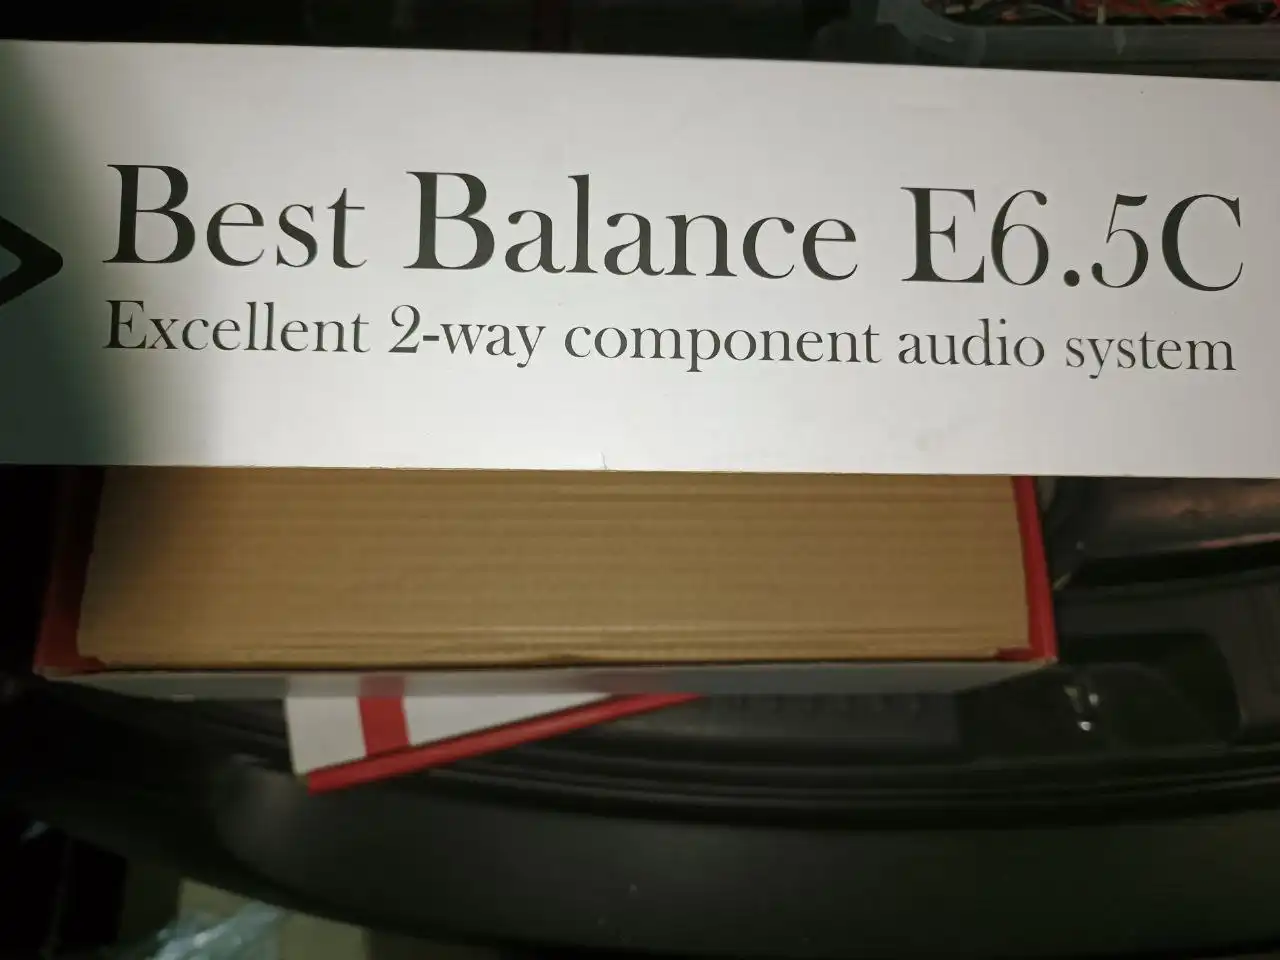 Best Balance E6.5C
Excellent 2-way component audio system